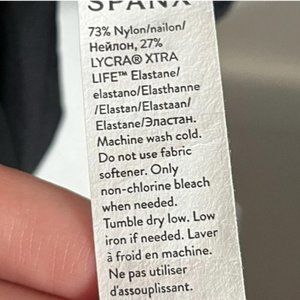 SPANX
73% Nylon/nailon/
Нейлон, 27%
LYCRA® XTRA
LIFE™ Elastane/
elastano/Elasthanne
/Elastan/Elastaan/
Elastane/Эластан.
Machine wash cold.
Do not use fabric
softener. Only
non-chlorine bleach
when needed.
Tumble dry low. Low
iron if needed. Laver
à froid en machine.
Ne pas utiliser
d'assouplissant.